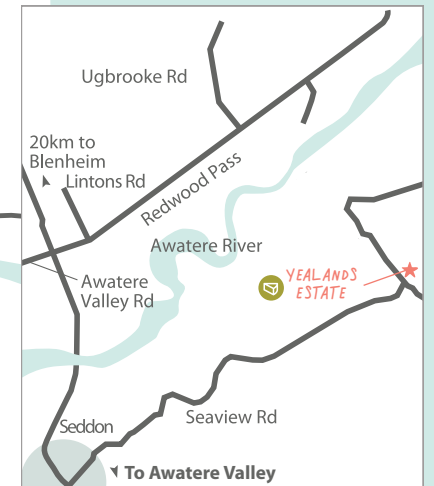 Ugbrooke Rd
20km to
Blenheim
Lintons Rd
Redwood Pass
Awatere River
YEALANDS
ESTATE
Awatere
Valley Rd
Seaview Rd
Seddon
To Awatere Valley